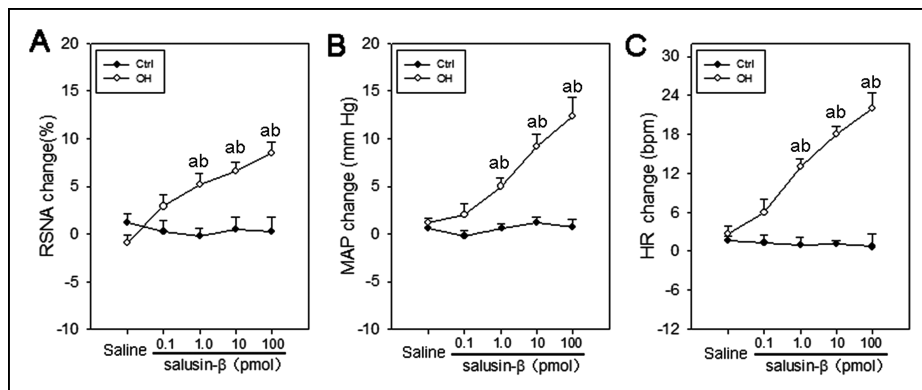 A
20
15
10
5
0
-5
-10
RSNA change(%)
Ctrl
OH
ab
ab
ab
Saline
0.1 1.0 10 100
salusin-β (pmol)
B
20
15
10
5
0
-5
-10
MAP change (mm Hg)
Ctrl
OH
ab
ab
ab
Saline
0.1 1.0 10 100
salusin-β (pmol)
C
30
24
18
12
6
0
-6
-12
HR change (bpm)
Ctrl
OH
ab
ab
ab
Saline
0.1 1.0 10 100
salusin-β (pmol)